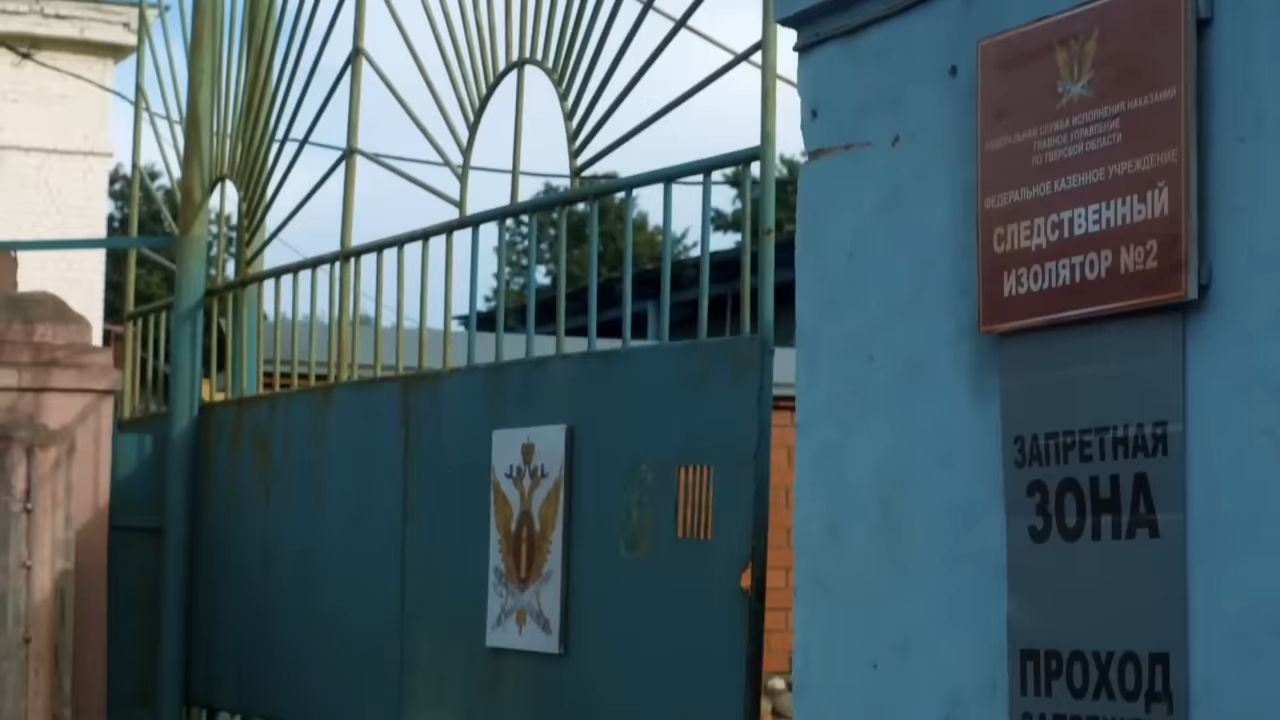 ФЕДЕРАЛЬНАЯ СЛУЖБА ИСПОЛНЕНИЯ НАКАЗАНИЙ
ГЛАВНОЕ УПРАВЛЕНИЕ
ПО ТВЕРСКОЙ ОБЛАСТИ
ФЕДЕРАЛЬНОЕ КАЗЕННОЕ УЧРЕЖДЕНИЕ
СЛЕДСТВЕННЫЙ
ИЗОЛЯТОР №2
ЗАПРЕТНАЯ
ЗОНА
ПРОХОД